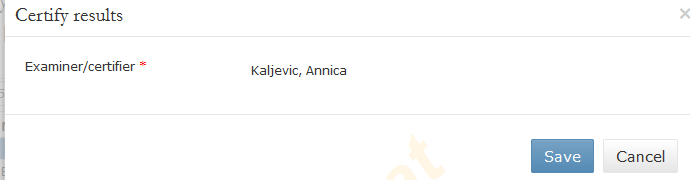 Certify results
×
Examiner/certifier *
Kaljevic, Annica
Save
Cancel